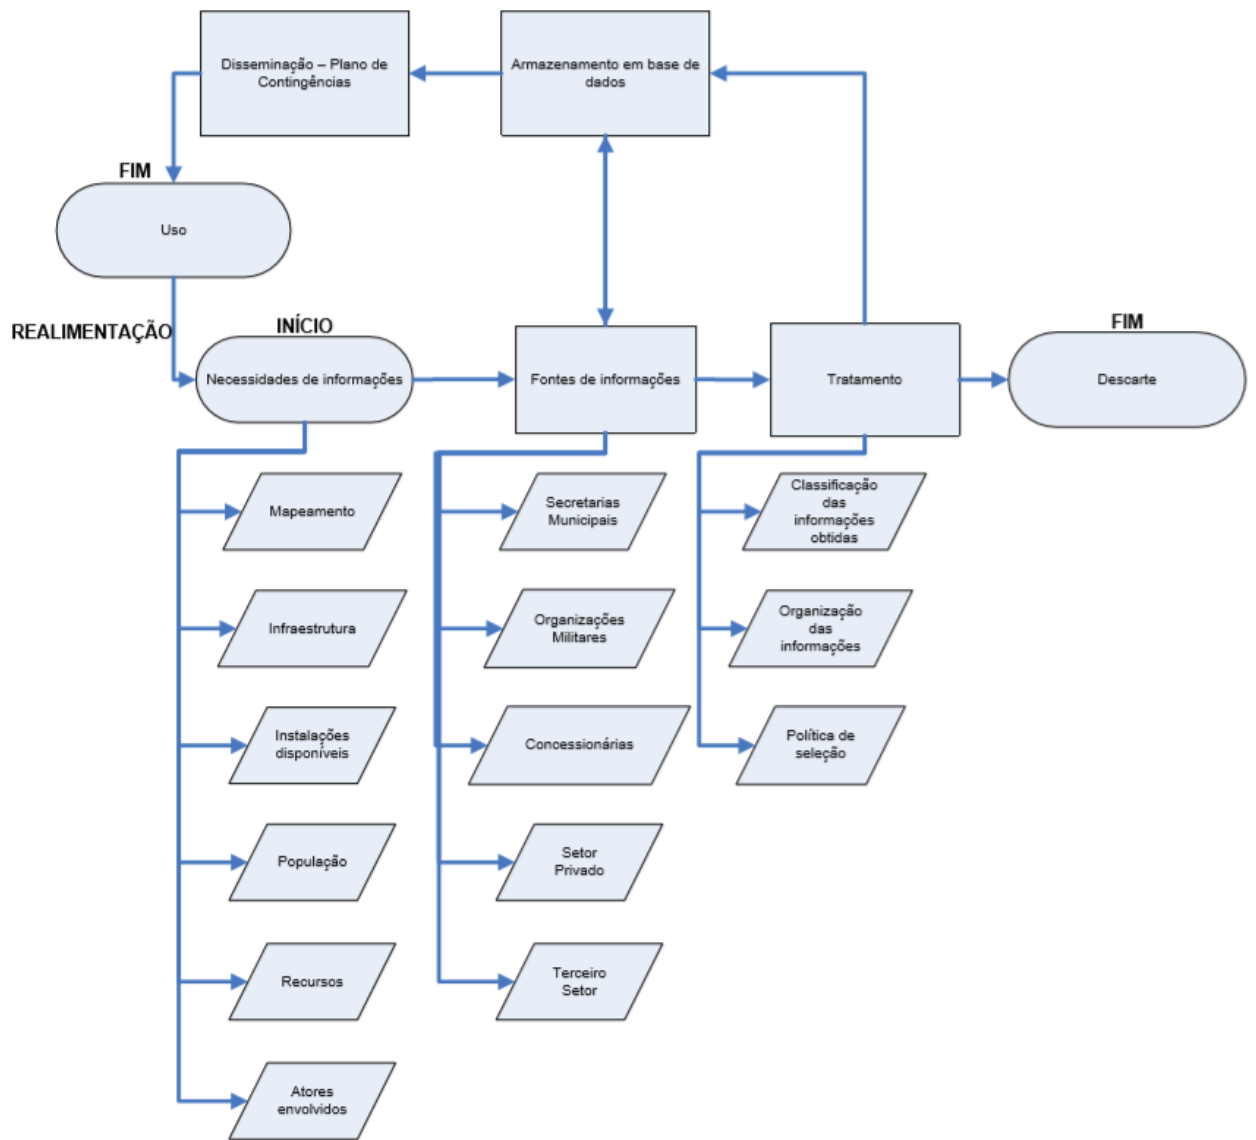 Disseminação – Plano de
Contingências
Armazenamento em base de
dados
FIM
Uso
REALIMENTAÇÃO
INÍCIO
Necessidades de informações
Fontes de informações
Tratamento
FIM
Descarte
Mapeamento
Infraestrutura
Instalações
disponíveis
População
Recursos
Atores
envolvidos
Secretarias
Municipais
Organizações
Militares
Concessionárias
Setor
Privado
Terceiro
Setor
Classificação
das
informações
obtidas
Organização
das
informações
Política de
seleção